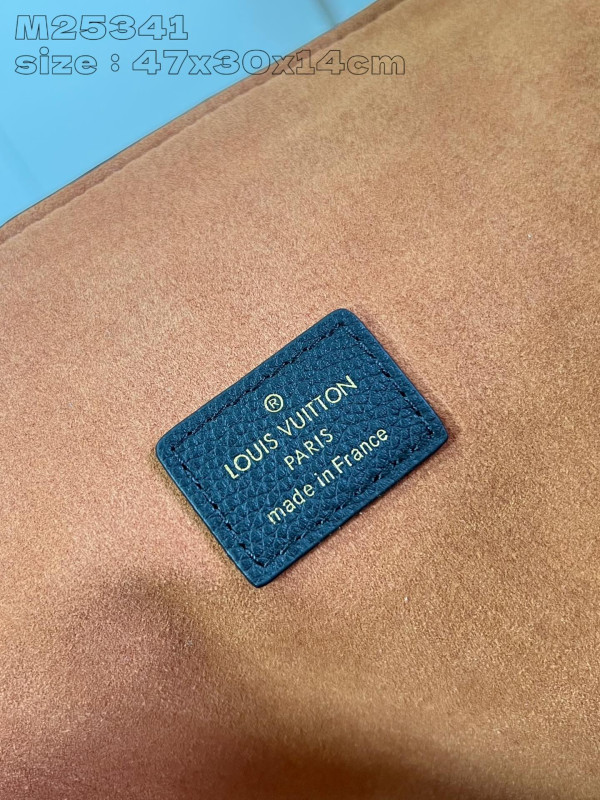 M25341
size : 47x30x14cm
®
LOUIS VUITTON
PARIS
made in France